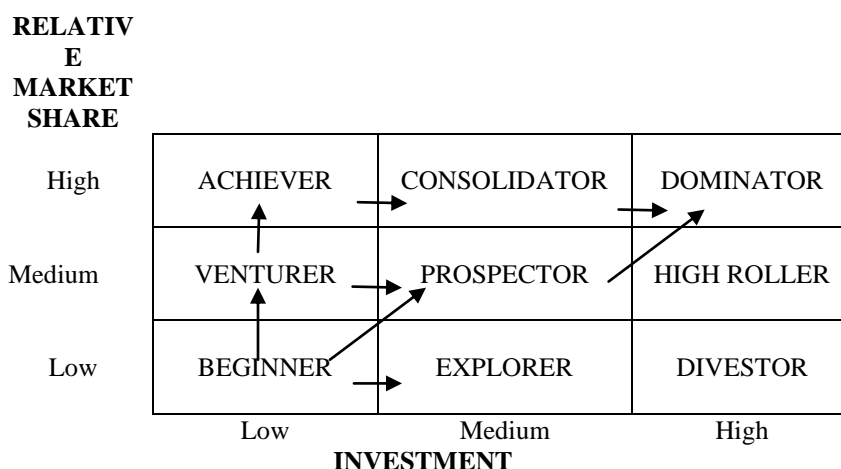 RELATIV
E
MARKET
SHARE
High ACHIEVER CONSOLIDATOR DOMINATOR
Medium VENTURER PROSPECTOR HIGH ROLLER
Low BEGINNER EXPLORER DIVESTOR
Low Medium High
INVESTMENT